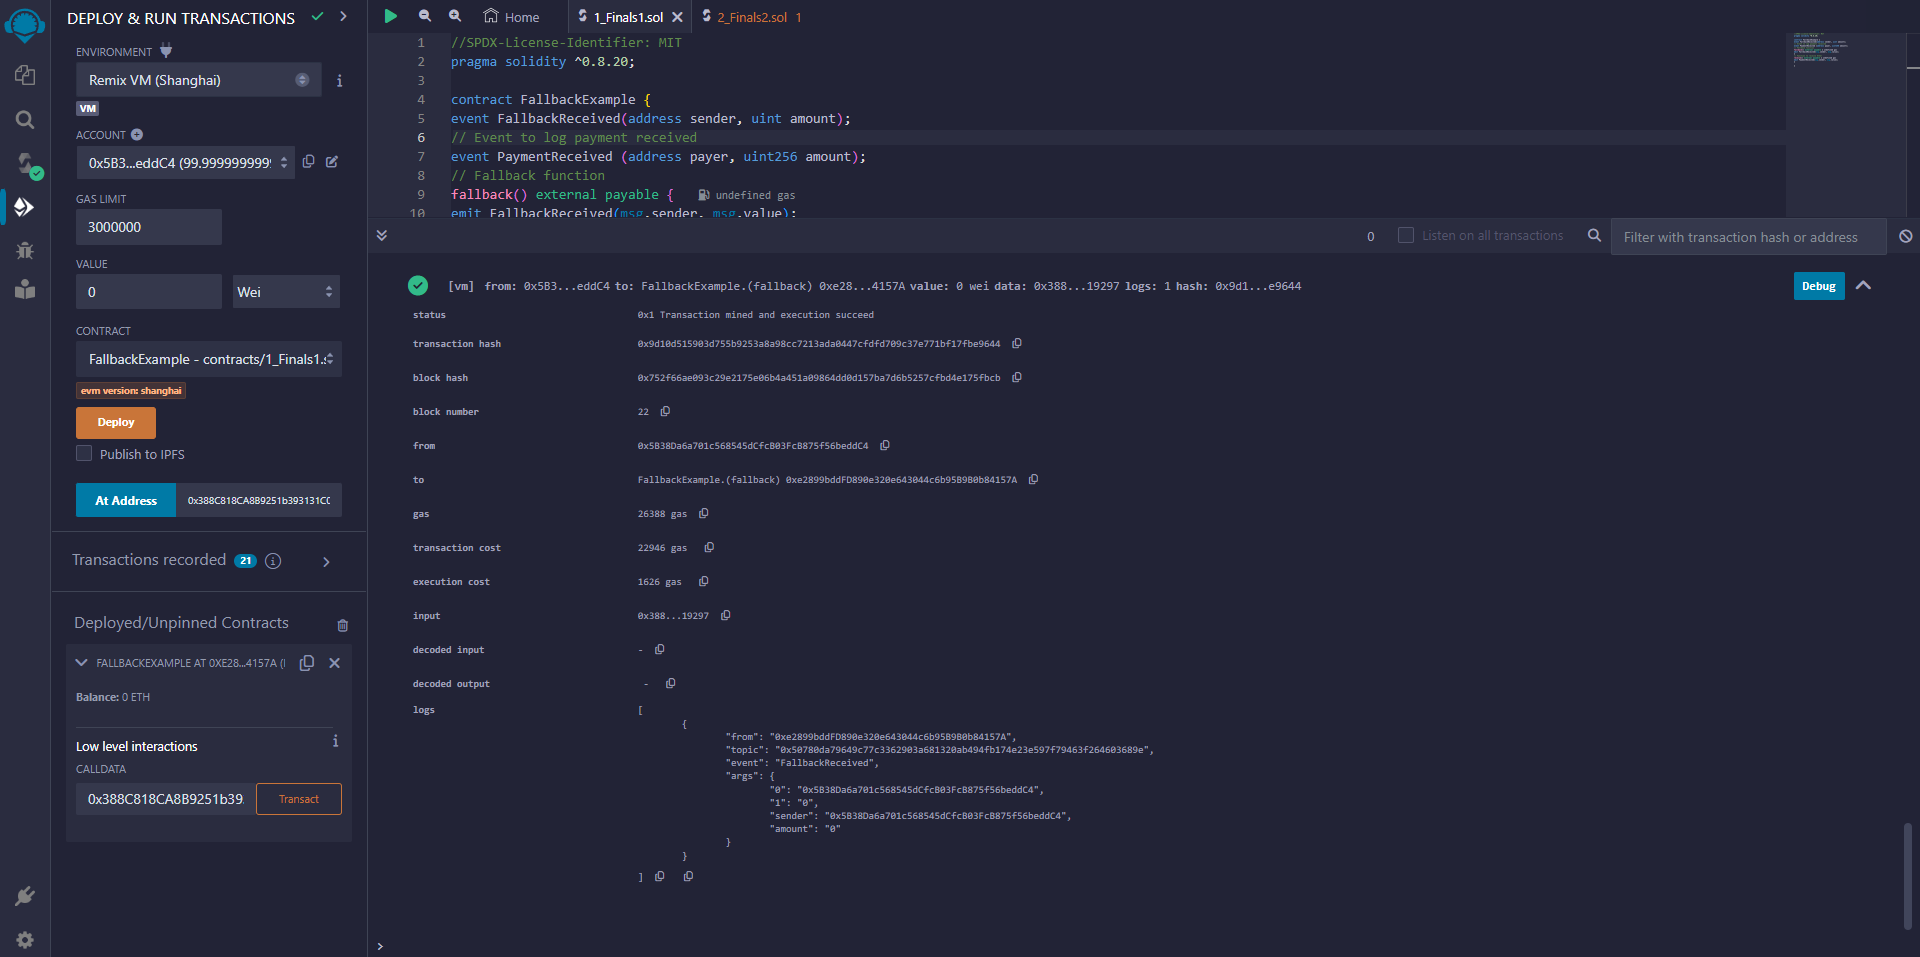 DEPLOY & RUN TRANSACTIONS
ENVIRONMENT
Remix VM (Shanghai)
VM
ACCOUNT
0x5B3...eddC4 (99.9999999999
GAS LIMIT
3000000
VALUE
0
Wei
CONTRACT
FallbackExample - contracts/1_Finals1.s
evm version: shanghai
Deploy
Publish to IPFS
At Address
0x388C818CA8B9251b393131C0
Transactions recorded 21
Deployed/Unpinned Contracts
FALLBACKEXAMPLE AT 0XE28...4157A (
Balance: 0 ETH
Low level interactions
CALLDATA
0x388C818CA8B9251b39
Transact
Home
1_Finals1.sol
2_Finals2.sol 1
1 //SPDX-License-Identifier: MIT
2 pragma solidity ^0.8.20;
3
4 contract FallbackExample {
5 event FallbackReceived(address sender, uint amount);
6 // Event to log payment received
7 event PaymentReceived (address payer, uint256 amount);
8 // Fallback function
9 fallback() external payable { undefined gas
10 emit FallbackReceived(msg.sender, msg.value);
0
Listen on all transactions
Filter with transaction hash or address
[vm] from: 0x5B3...eddC4 to: FallbackExample.(fallback) 0xe28...4157A value: 0 wei data: 0x388...19297 logs: 1 hash: 0x9d1...e9644
Debug
status 0x1 Transaction mined and execution succeed
transaction hash 0x9d10d515903d755b9253a8a98cc7213ada0447cfdfd709c37e771bf17fbe9644
block hash 0x752f66ae093c29e2175e06b4a451a09864dd0d157ba7d6b5257cfbd4e175fbcb
block number 22
from 0x5B38Da6a701c568545dCfcB03FcB875f56beddC4
to FallbackExample.(fallback) 0xe2899bddFD890e320e643044c6b95B9B0b84157A
gas 26388 gas
transaction cost 22946 gas
execution cost 1626 gas
input 0x388...19297
decoded input -
decoded output -
logs [
{
"from": "0xe2899bddFD890e320e643044c6b95B9B0b84157A",
"topic": "0x50780da79649c77c3362903a681320ab494fb174e23e597f79463f264603689e",
"event": "FallbackReceived",
"args": {
"0": "0x5B38Da6a701c568545dCfcB03FcB875f56beddC4",
"1": "0",
"sender": "0x5B38Da6a701c568545dCfcB03FcB875f56beddC4",
"amount": "0"
}
}
]
>